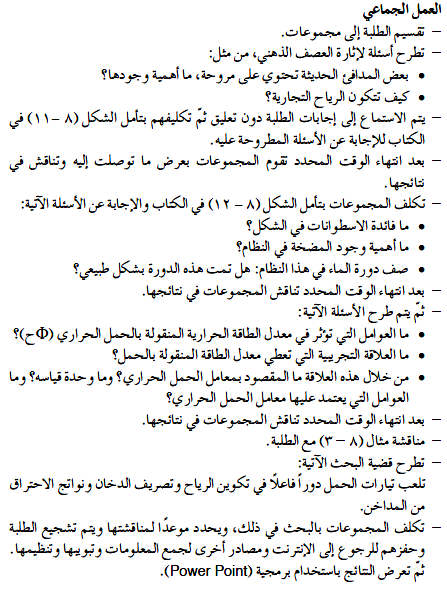 العمل الجماعي
– تقسيم الطلبة إلى مجموعات.
– تطرح أسئلة لإثارة العصف الذهني، من مثل:
• بعض المدافئ الحديثة تحتوي على مروحة، ما أهمية وجودها؟
• كيف تتكون الرياح التجارية؟
– يتم الاستماع إلى إجابات الطلبة دون تعليق ثمّ تكليفهم بتأمل الشكل (٨ – ١١) في
الكتاب للإجابة عن الأسئلة المطروحة عليه.
– بعد انتهاء الوقت المحدد تقوم المجموعات بعرض ما توصلت إليه وتناقش في
نتائجها.
– تكلف المجموعات بتأمل الشكل (٨ – ١٢) في الكتاب والإجابة عن الأسئلة الآتية:
• ما فائدة الاسطوانات في الشكل؟
• ما أهمية وجود المضخة في النظام؟
• صف دورة الماء في هذا النظام: هل تمت هذه الدورة بشكل طبيعي؟
– بعد انتهاء الوقت المحدد تناقش المجموعات في نتائجها.
– ثمّ يتم طرح الأسئلة الآتية:
• ما العوامل التي تؤثر في معدل الطاقة الحرارية المنقولة بالحمل الحراري (Φح)؟
• ما العلاقة التجريبية التي تعطي معدل الطاقة المنقولة بالحمل؟
• من خلال هذه العلاقة ما المقصود بمعامل الحمل الحراري؟ وما وحدة قياسه؟ وما
العوامل التي يعتمد عليها معامل الحمل الحراري؟
– بعد انتهاء الوقت المحدد تناقش المجموعات في نتائجها.
– مناقشة مثال (٨ – ٣) مع الطلبة.
– تطرح قضية البحث الآتية:
تلعب تيارات الحمل دوراً فاعلًا في تكوين الرياح وتصريف الدخان ونواتج الاحتراق
من المداخن.
– تكلف المجموعات بالبحث في ذلك، ويحدد موعدًا لمناقشتها ويتم تشجيع الطلبة
وحفزهم للرجوع إلى الإنترنت ومصادر أخرى لجمع المعلومات وتبويبها وتنظيمها.
ثمّ تعرض النتائج باستخدام برمجية (Power Point).